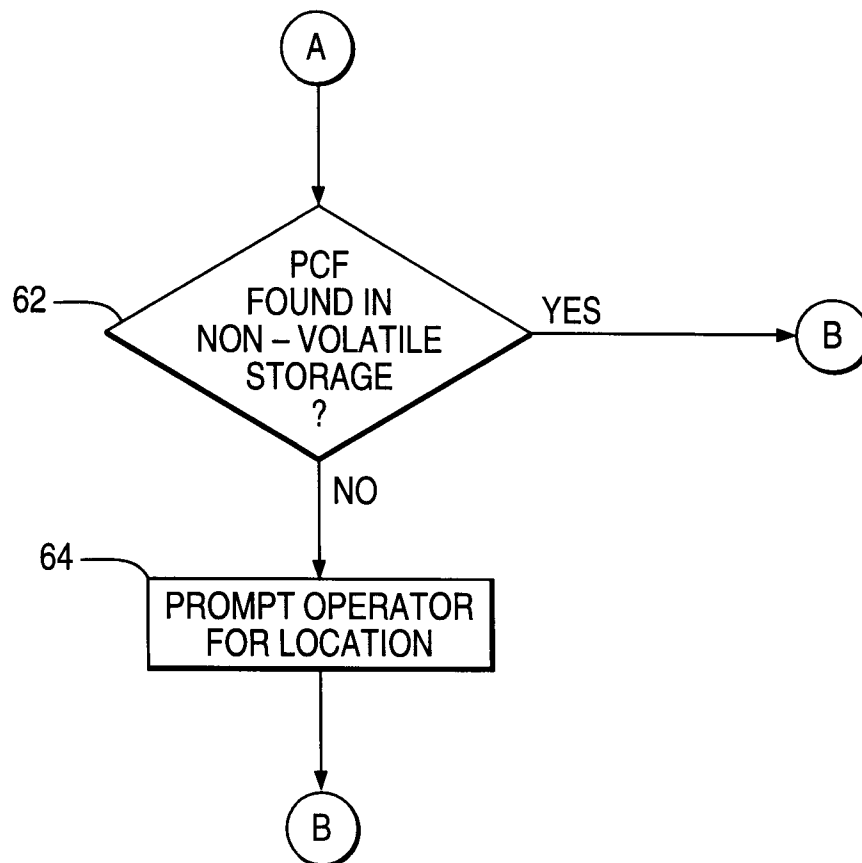 A
62
PCF
FOUND IN
NON – VOLATILE
STORAGE
?
YES
B
NO
64
PROMPT OPERATOR
FOR LOCATION
B